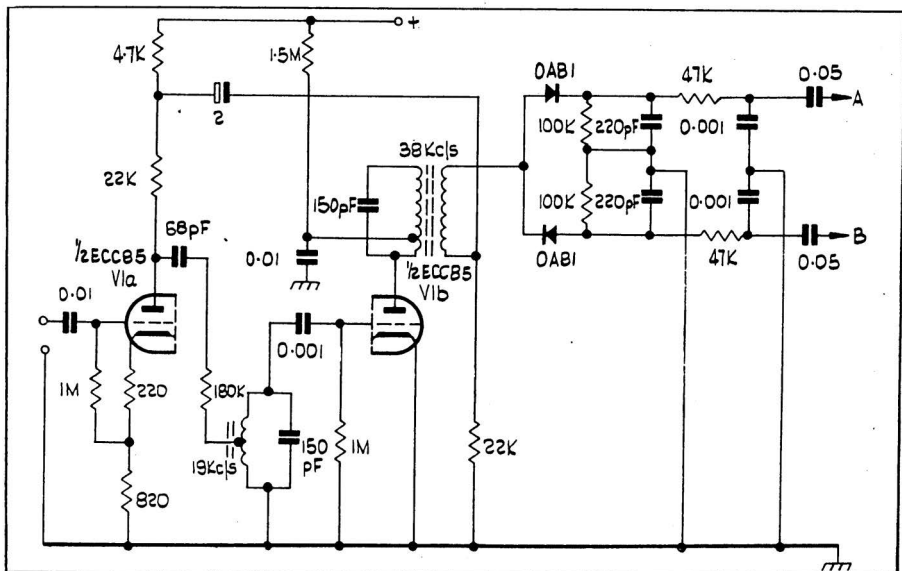 +
4.7K
1.5M
2
22K
68pF
½ECC85
V1a
0.01
1M
220
820
180K
19Kc|s
150
pF
0.01
150pF
38Kc|s
½ECC85
V1b
0.001
1M
22K
0A81
0A81
100K
100K
220pF
220pF
47K
47K
0.001
0.001
0.05
A
0.05
B